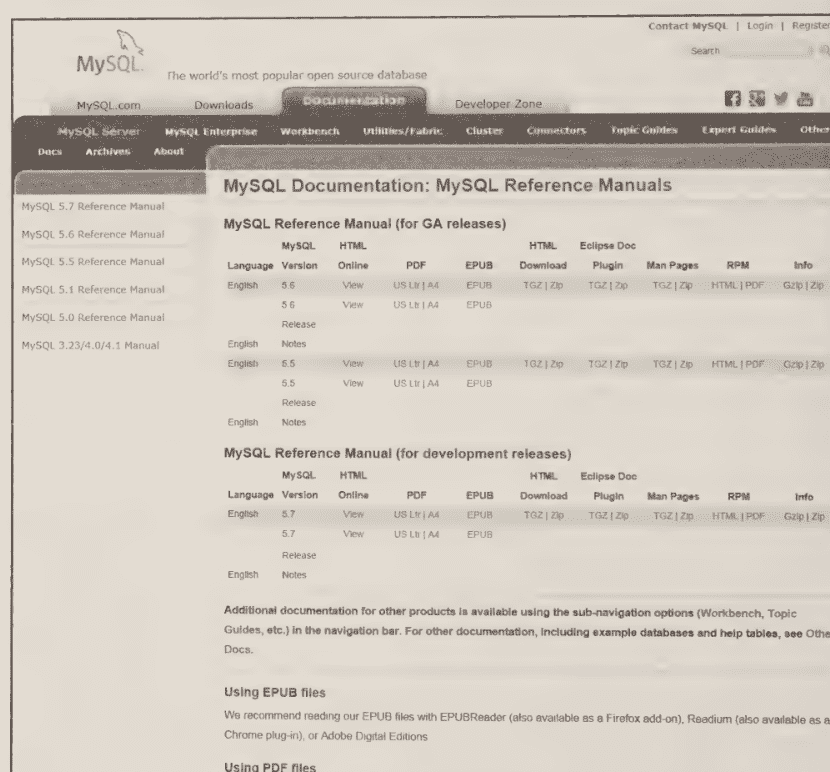 Contact MySQL | Login | Register
Search
MySQL
The world's most popular open source database
MySQL.com Downloads Documentation Developer Zone
MySQL Server MySQL Enterprise Workbench Utilities/Fabric Cluster Connectors Topic Guides Expert Guides Other
Docs Archives About
MySQL Documentation: MySQL Reference Manuals
MySQL 5.7 Reference Manual
MySQL 5.6 Reference Manual
MySQL 5.5 Reference Manual
MySQL 5.1 Reference Manual
MySQL 5.0 Reference Manual
MySQL 3.23/4.0/4.1 Manual
MySQL Reference Manual (for GA releases)
MySQL HTML HTML Eclipse Doc
Language Version Online PDF EPUB Download Plugin Man Pages RPM Info
English 5.6 View US Ltr | A4 EPUB TGZ | Zip TGZ | Zip TGZ | Zip HTML | PDF Gzip | Zip
5.6 View US Ltr | A4 EPUB
Release
English Notes
English 5.5 View US Ltr | A4 EPUB TGZ | Zip TGZ | Zip TGZ | Zip HTML | PDF Gzip | Zip
5.5 View US Ltr | A4 EPUB
Release
English Notes
MySQL Reference Manual (for development releases)
MySQL HTML HTML Eclipse Doc
Language Version Online PDF EPUB Download Plugin Man Pages RPM Info
English 5.7 View US Ltr | A4 EPUB TGZ | Zip TGZ | Zip TGZ | Zip HTML | PDF Gzip | Zip
5.7 View US Ltr | A4 EPUB
Release
English Notes
Additional documentation for other products is available using the sub-navigation options (Workbench, Topic
Guides, etc.) in the navigation bar. For other documentation, including example databases and help tables, see Othe
Docs.
Using EPUB files
We recommend reading our EPUB files with EPUBReader (also available as a Firefox add-on), Readium (also available as a
Chrome plug-in), or Adobe Digital Editions
Using PDF files